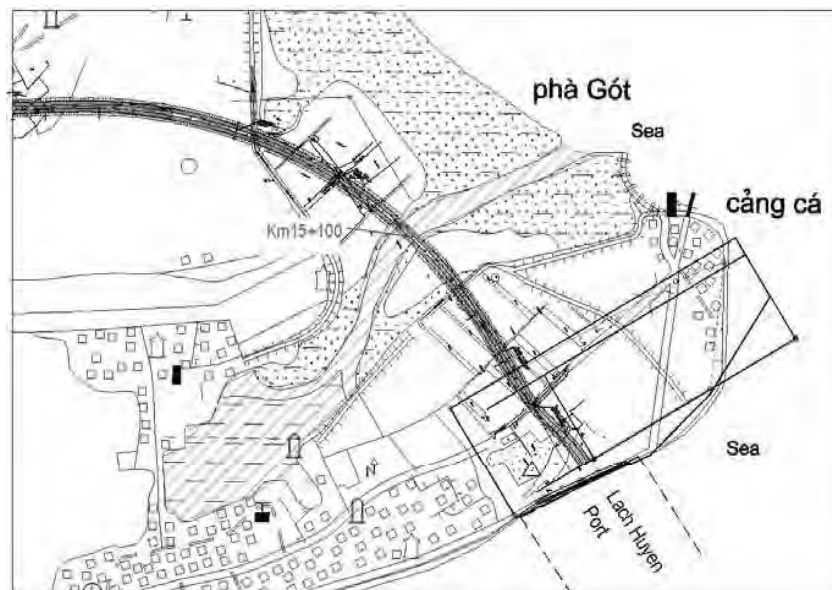 phà Gót
Sea
cảng cá
Km15+100
Sea
N
Lach Huyen
Port